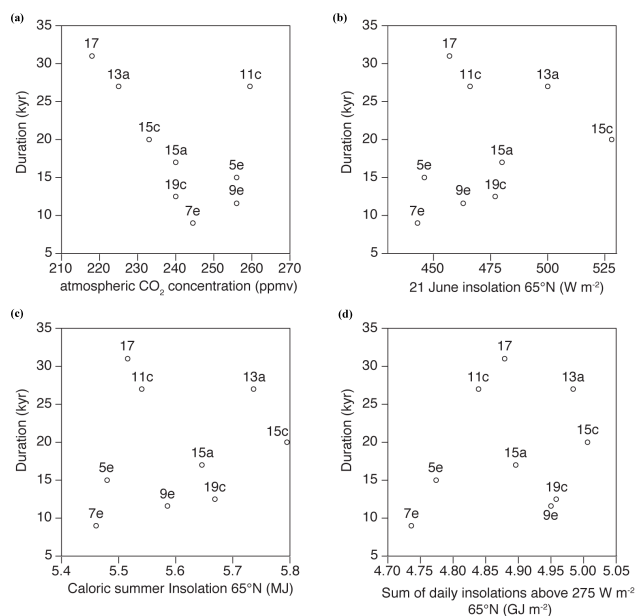 (a)
35
30
25
20
15
10
5
Duration (kyr)
17
13a
11c
15c
15a
5e
19c
9e
7e
210 220 230 240 250 260 270
atmospheric CO₂ concentration (ppmv)
(b)
35
30
25
20
15
10
5
Duration (kyr)
17
11c
13a
15c
15a
5e
9e
19c
7e
450 475 500 525
21 June insolation 65°N (W m⁻²)
(c)
35
30
25
20
15
10
5
Duration (kyr)
17
11c
13a
15c
15a
5e
9e
19c
7e
5.4 5.5 5.6 5.7 5.8
Caloric summer Insolation 65°N (MJ)
(d)
35
30
25
20
15
10
5
Duration (kyr)
17
11c
13a
15c
15a
5e
19c
9e
7e
4.70 4.75 4.80 4.85 4.90 4.95 5.00 5.05
Sum of daily insolations above 275 W m⁻²
65°N (GJ m⁻²)